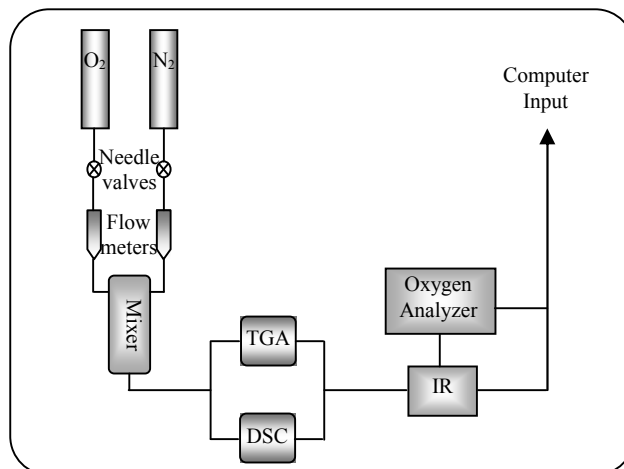 O₂
N₂
Computer
Input
Needle
valves
Flow
meters
Mixer
Oxygen
Analyzer
TGA
IR
DSC